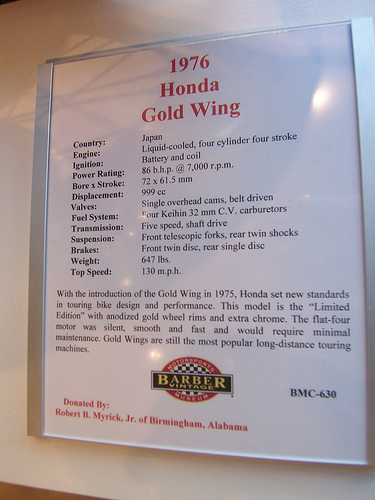 1976
Honda
Gold Wing
Country: Japan
Engine: Liquid-cooled, four cylinder four stroke
Ignition: Battery and coil
Power Rating: 86 b.h.p. @ 7,000 r.p.m.
Bore x Stroke: 72 x 61.5 mm
Displacement: 999 cc
Valves: Single overhead cams, belt driven
Fuel System: Four Keihin 32 mm C.V. carburetors
Transmission: Five speed, shaft drive
Suspension: Front telescopic forks, rear twin shocks
Brakes: Front twin disc, rear single disc
Weight: 647 lbs.
Top Speed: 130 m.p.h.
With the introduction of the Gold Wing in 1975, Honda set new standards
in touring bike design and performance. This model is the "Limited
Edition" with anodized gold wheel rims and extra chrome. The flat-four
motor was silent, smooth and fast and would require minimal
maintenance. Gold Wings are still the most popular long-distance touring
machines.
MOTORSPORTS
BARBER
VINTAGE
MUSEUM
BMC-630
Donated By:
Robert B. Myrick, Jr. of Birmingham, Alabama